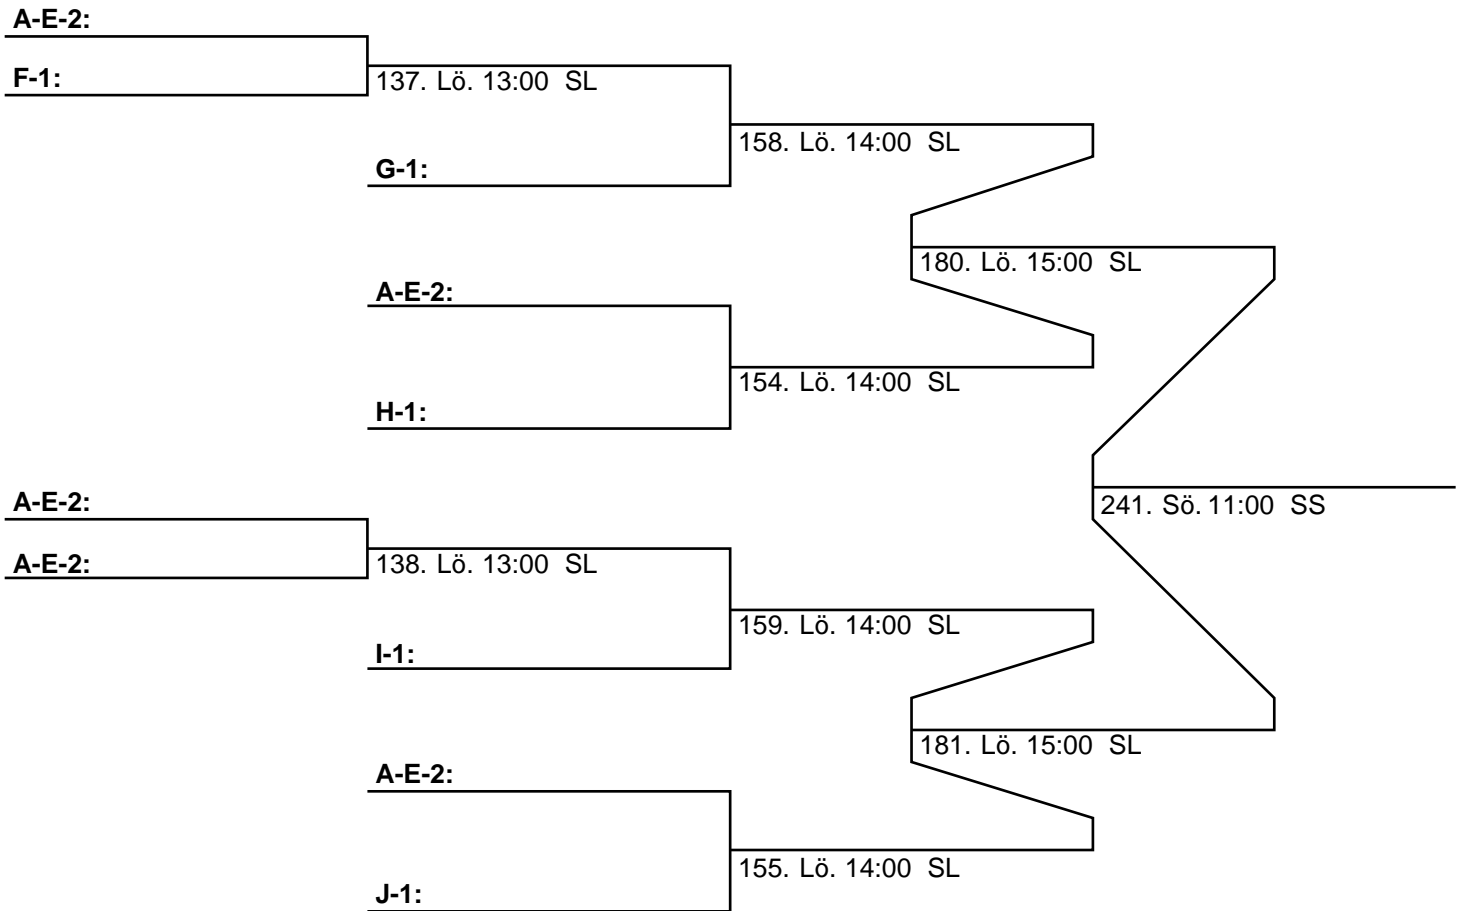 A-E-2:
F-1:
137. Lö. 13:00 SL
158. Lö. 14:00 SL
G-1:
180. Lö. 15:00 SL
A-E-2:
154. Lö. 14:00 SL
H-1:
A-E-2:
241. Sö. 11:00 SS
A-E-2:
138. Lö. 13:00 SL
159. Lö. 14:00 SL
I-1:
181. Lö. 15:00 SL
A-E-2:
155. Lö. 14:00 SL
J-1: